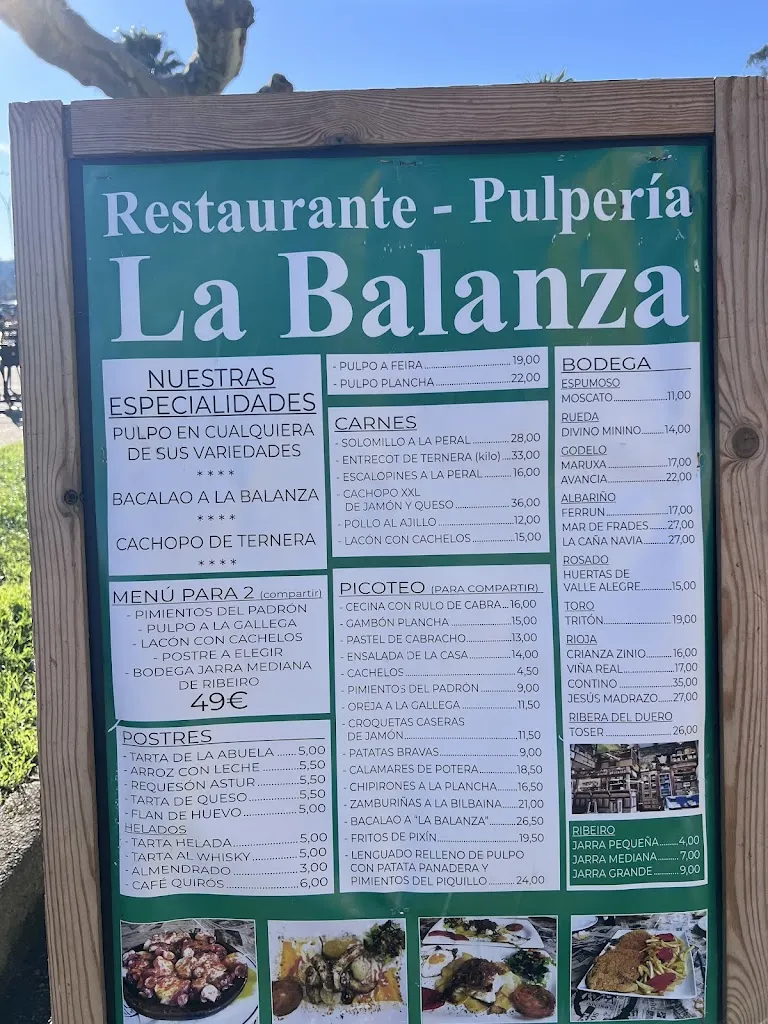 Restaurante - Pulpería
La Balanza
NUESTRAS
ESPECIALIDADES
PULPO EN CUALQUIERA
DE SUS VARIEDADES
****
BACALAO A LA BALANZA
****
CACHOPO DE TERNERA
****
MENÚ PARA 2 (compartir)
- PIMIENTOS DEL PADRÓN
- PULPO A LA GALLEGA
- LACÓN CON CACHELOS
- POSTRE A ELEGIR
- BODEGA JARRA MEDIANA
DE RIBEIRO
49€
POSTRES
- TARTA DE LA ABUELA ....... 5,00
- ARROZ CON LECHE ............ 5,50
- REQUESÓN ASTUR ............ 5,50
- TARTA DE QUESO .............. 5,50
- FLAN DE HUEVO ............... 5,00
HELADOS
- TARTA HELADA .................. 5,00
- TARTA AL WHISKY ............. 5,00
- ALMENDRADO .................. 3,00
- CAFÉ QUIRÓS .................... 6,00
- PULPO A FEIRA ........................ 19,00
- PULPO PLANCHA ..................... 22,00
CARNES
- SOLOMILLO A LA PERAL ............ 28,00
- ENTRECOT DE TERNERA (kilo) .... 33,00
- ESCALOPINES A LA PERAL ......... 16,00
- CACHOPO XXL
DE JAMÓN Y QUESO .................. 36,00
- POLLO AL AJILLO ...................... 12,00
- LACÓN CON CACHELOS ............ 15,00
PICOTEO (PARA COMPARTIR)
- CECINA CON RULO DE CABRA ... 16,00
- GAMBÓN PLANCHA .................. 15,00
- PASTEL DE CABRACHO .............. 13,00
- ENSALADA DE LA CASA .............. 14,00
- CACHELOS ................................ 4,50
- PIMIENTOS DEL PADRÓN .......... 9,00
- OREJA A LA GALLEGA ................ 11,50
- CROQUETAS CASERAS
DE JAMÓN ................................ 11,50
- PATATAS BRAVAS ...................... 9,00
- CALAMARES DE POTERA ........... 18,50
- CHIPIRONES A LA PLANCHA ...... 16,50
- ZAMBURIÑAS A LA BILBAINA ..... 21,00
- BACALAO A "LA BALANZA" ......... 26,50
- FRITOS DE PIXÍN ....................... 19,50
- LENGUADO RELLENO DE PULPO
CON PATATA PANADERA Y
PIMIENTOS DEL PIQUILLO ........... 24,00
BODEGA
ESPUMOSO
MOSCATO .................... 11,00
RUEDA
DIVINO MININO ......... 14,00
GODELO
MARUXA ..................... 17,00
AVANCIA ..................... 22,00
ALBARIÑO
FERRUN ....................... 17,00
MAR DE FRADES ........ 27,00
LA CAÑA NAVIA .......... 27,00
ROSADO
HUERTAS DE
VALLE ALEGRE ............ 15,00
TORO
TRITÓN ........................ 19,00
RIOJA
CRIANZA ZINIO ........... 16,00
VIÑA REAL ................... 17,00
CONTINO .................... 35,00
JESÚS MADRAZO ........ 27,00
RIBERA DEL DUERO
TOSER ......................... 26,00
RIBEIRO
JARRA PEQUEÑA ......... 4,00
JARRA MEDIANA ......... 7,00
JARRA GRANDE ........... 9,00